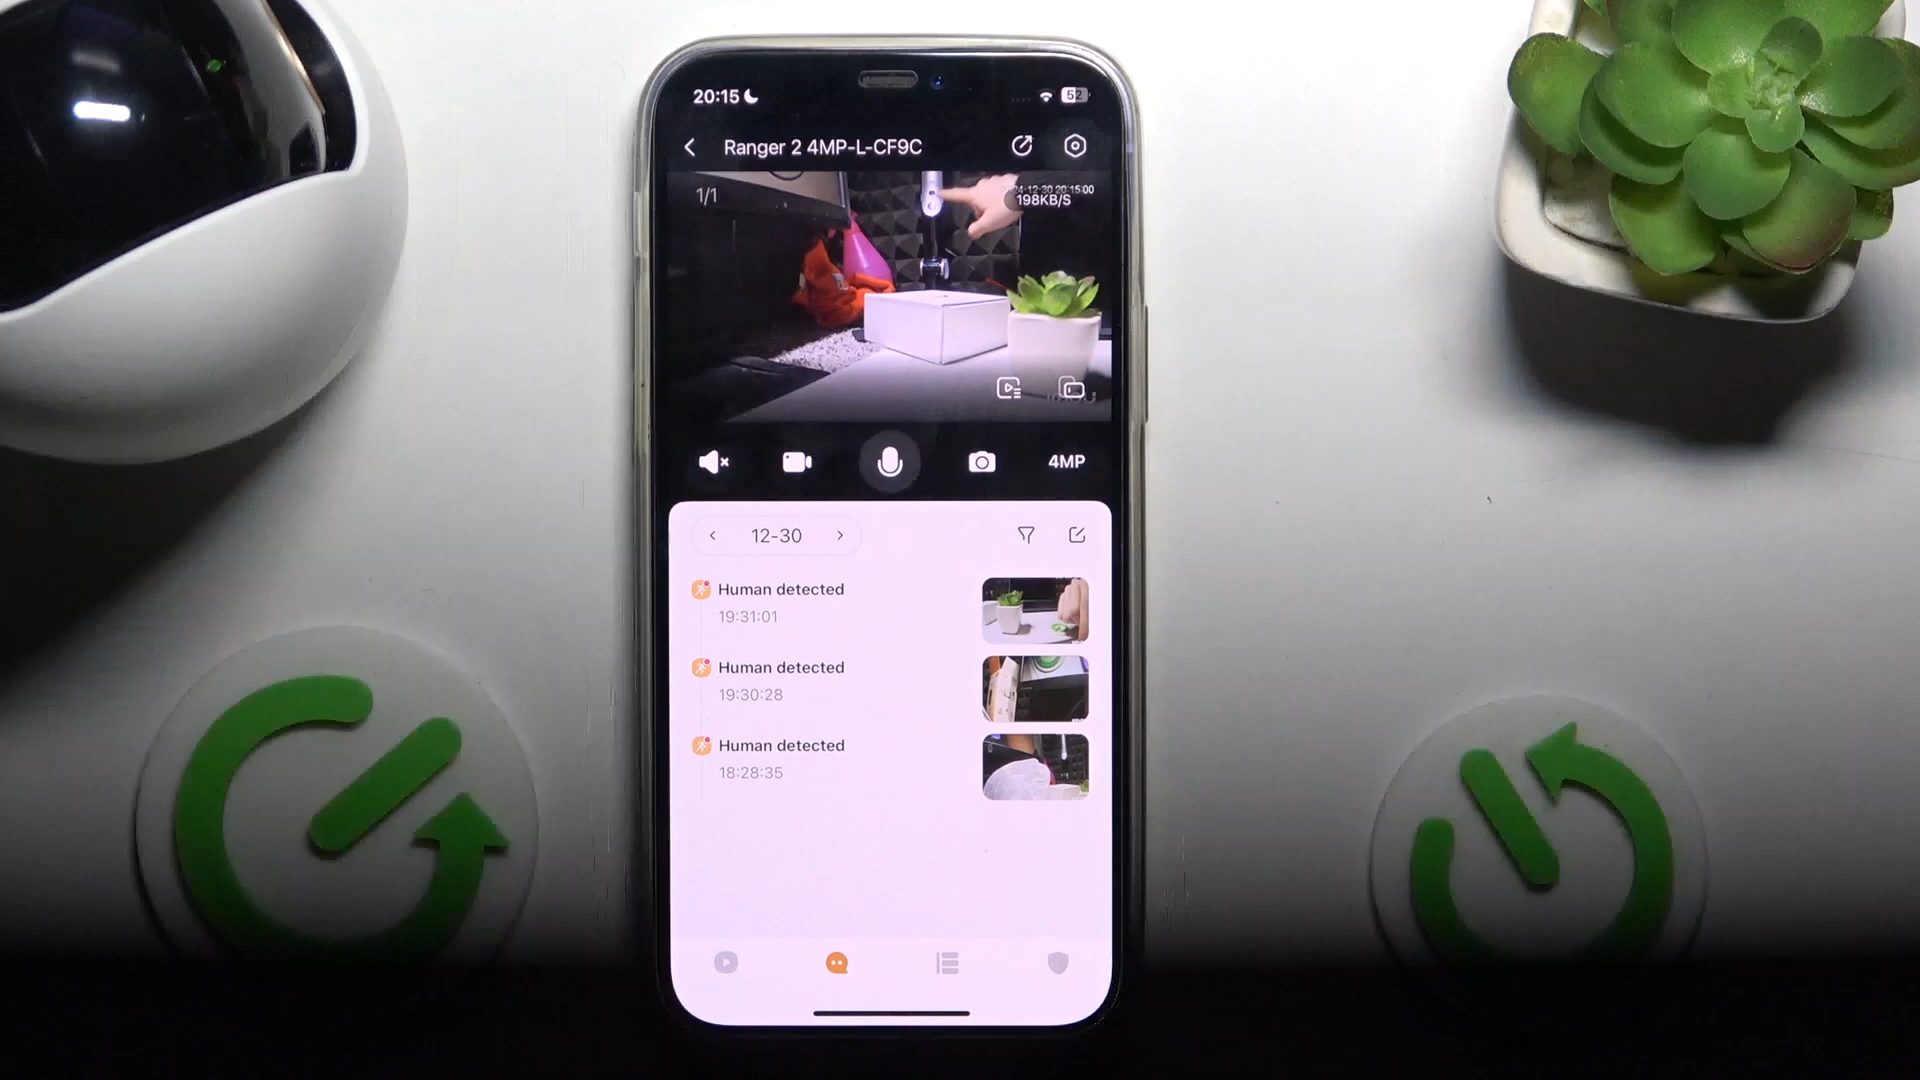 20:15
52
Ranger 2 4MP-L-CF9C
1/1
24-12-30 20:15:00
198KB/S
4MP
12-30
Human detected
19:31:01
Human detected
19:30:28
Human detected
18:28:35